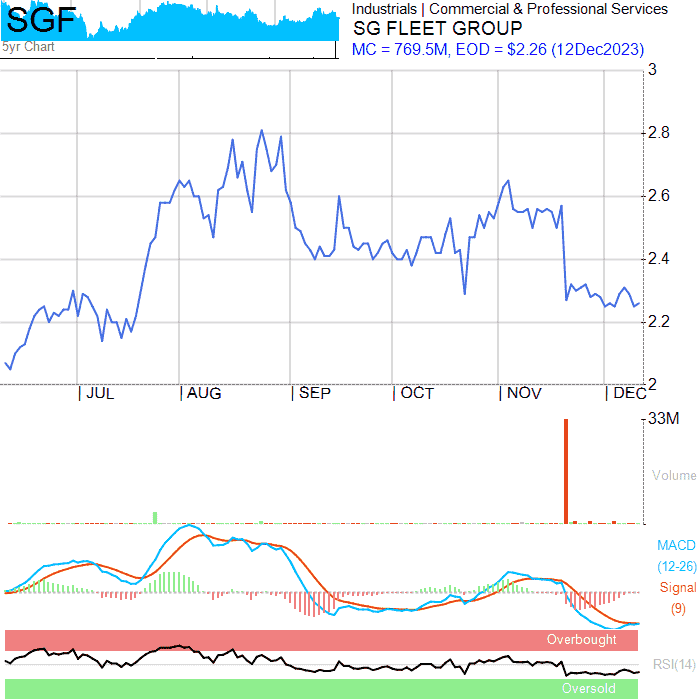 SGF
5yr Chart
Industrials | Commercial & Professional Services
SG FLEET GROUP
MC = 769.5M, EOD = $2.26 (12Dec2023)
3
2.8
2.6
2.4
2.2
2
| JUL | AUG | SEP | OCT | NOV | DEC
33M
Volume
MACD
(12-26)
Signal
(9)
Overbought
RSI(14)
Oversold